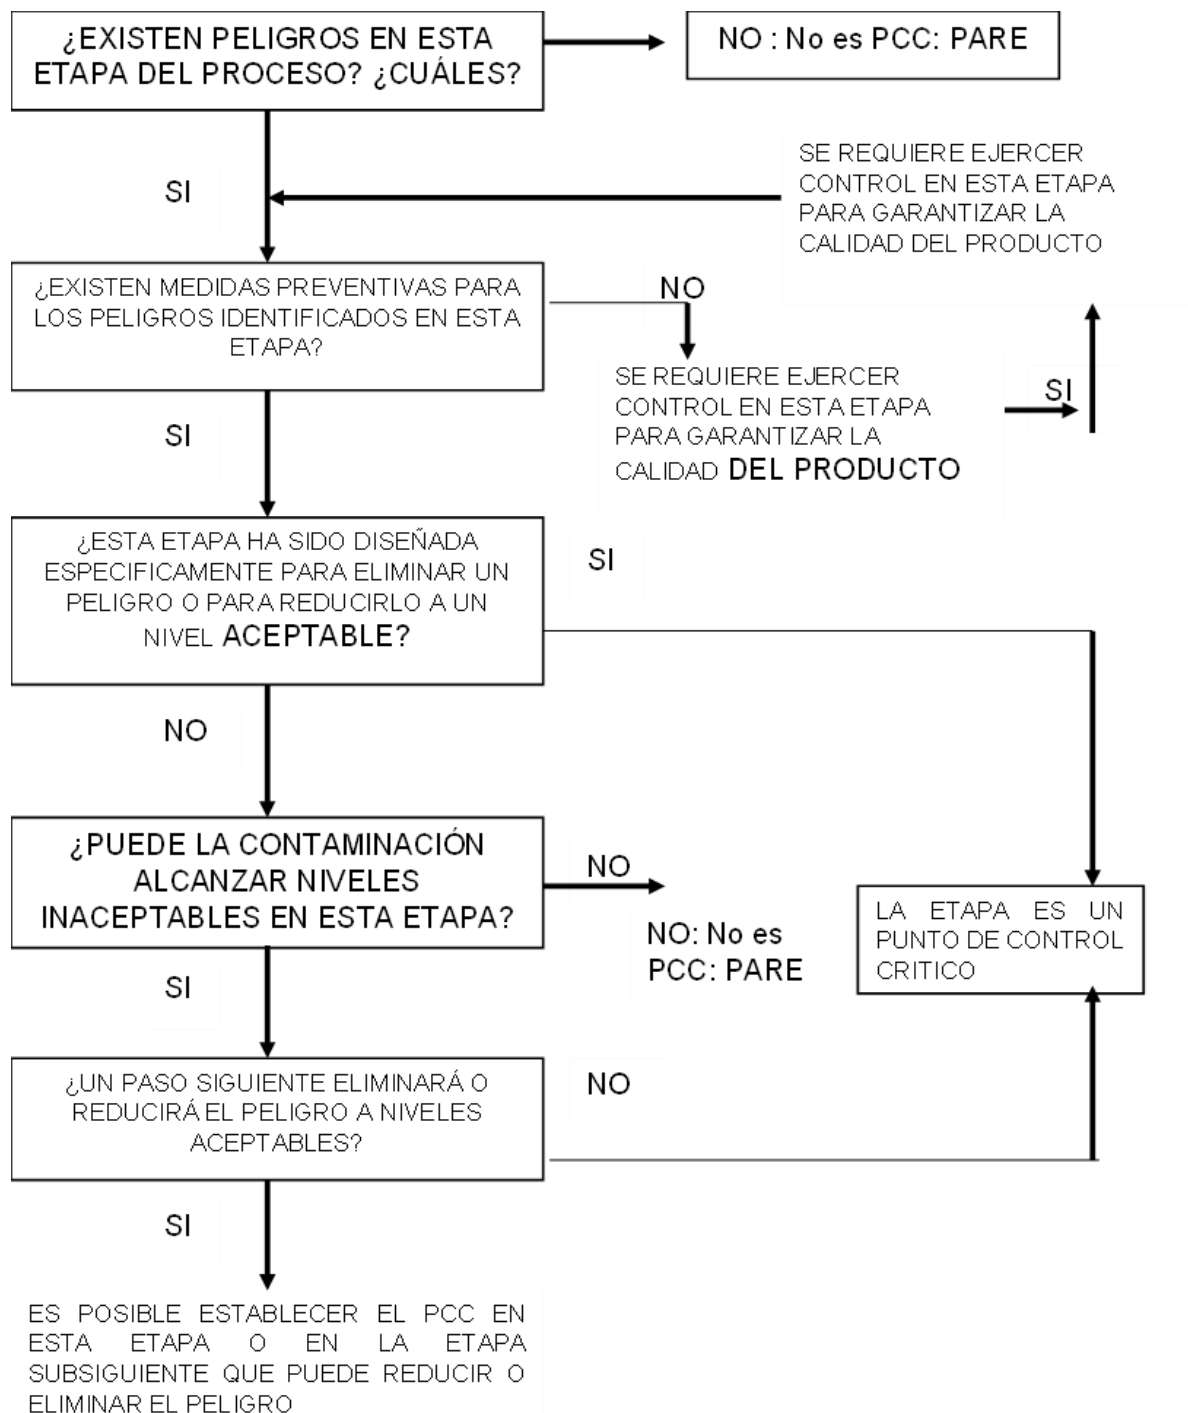 ¿EXISTEN PELIGROS EN ESTA
ETAPA DEL PROCESO? ¿CUÁLES?
NO : No es PCC: PARE
SI
SE REQUIERE EJERCER
CONTROL EN ESTA ETAPA
PARA GARANTIZAR LA
CALIDAD DEL PRODUCTO
¿EXISTEN MEDIDAS PREVENTIVAS PARA
LOS PELIGROS IDENTIFICADOS EN ESTA
ETAPA?
NO
SE REQUIERE EJERCER
CONTROL EN ESTA ETAPA
PARA GARANTIZAR LA
CALIDAD DEL PRODUCTO
SI
SI
¿ESTA ETAPA HA SIDO DISEÑADA
ESPECIFICAMENTE PARA ELIMINAR UN
PELIGRO O PARA REDUCIRLO A UN
NIVEL ACEPTABLE?
SI
NO
¿PUEDE LA CONTAMINACIÓN
ALCANZAR NIVELES
INACEPTABLES EN ESTA ETAPA?
NO
NO: No es
PCC: PARE
LA ETAPA ES UN
PUNTO DE CONTROL
CRITICO
SI
¿UN PASO SIGUIENTE ELIMINARÁ O
REDUCIRÁ EL PELIGRO A NIVELES
ACEPTABLES?
NO
SI
ES POSIBLE ESTABLECER EL PCC EN
ESTA ETAPA O EN LA ETAPA
SUBSIGUIENTE QUE PUEDE REDUCIR O
ELIMINAR EL PELIGRO